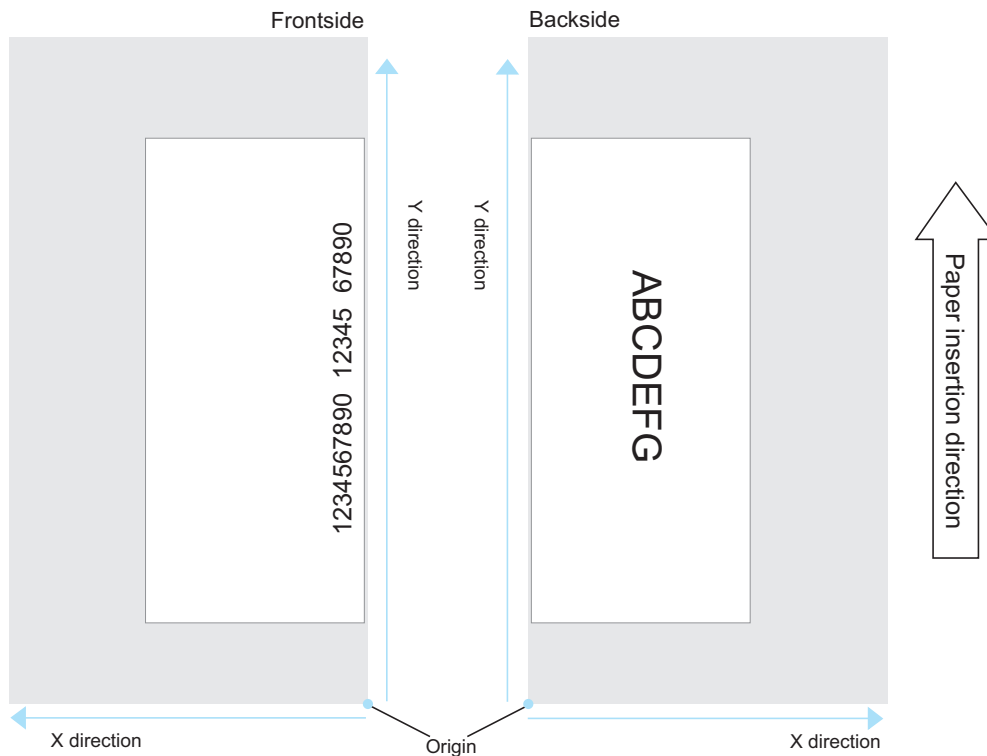 Frontside
Backside
Y direction
Y direction
1234567890  12345  67890
ABCDEFG
Paper insertion direction
X direction
Origin
X direction